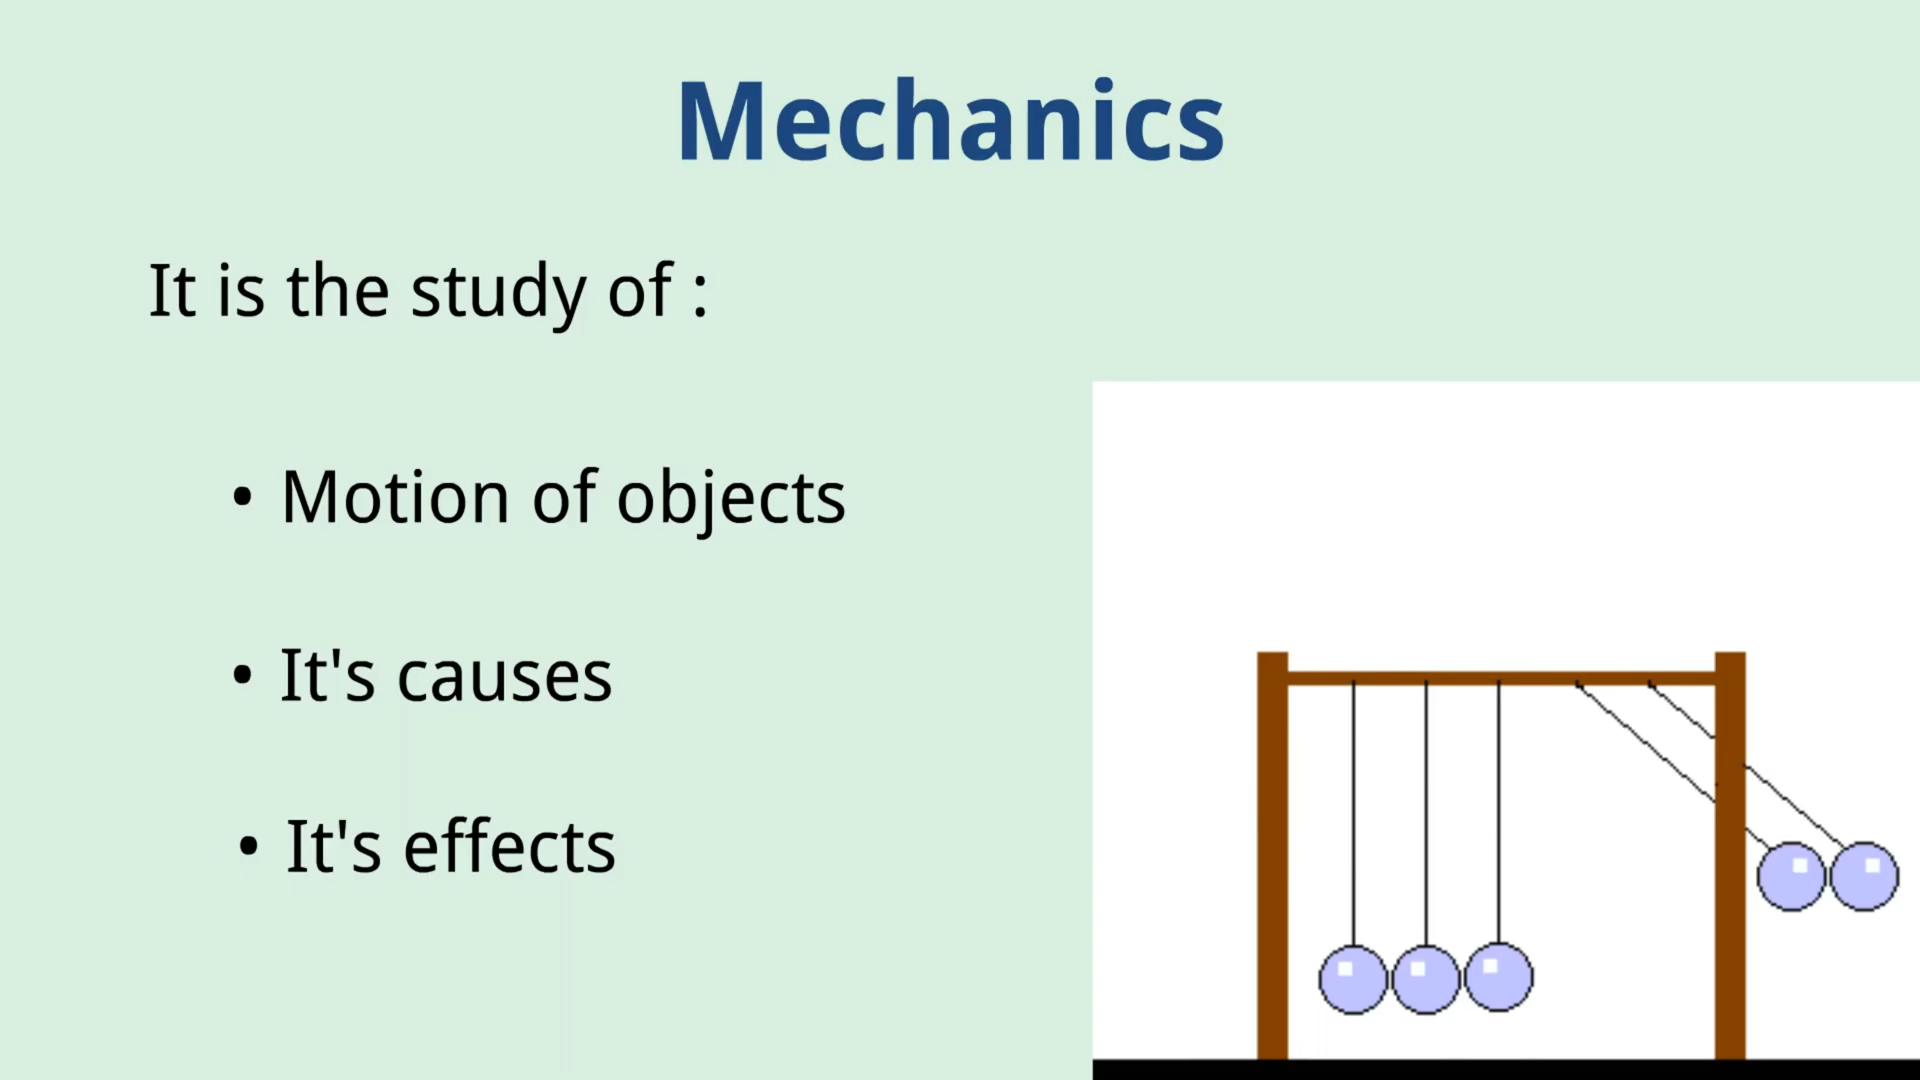 Mechanics
It is the study of :
• Motion of objects
• It's causes
• It's effects